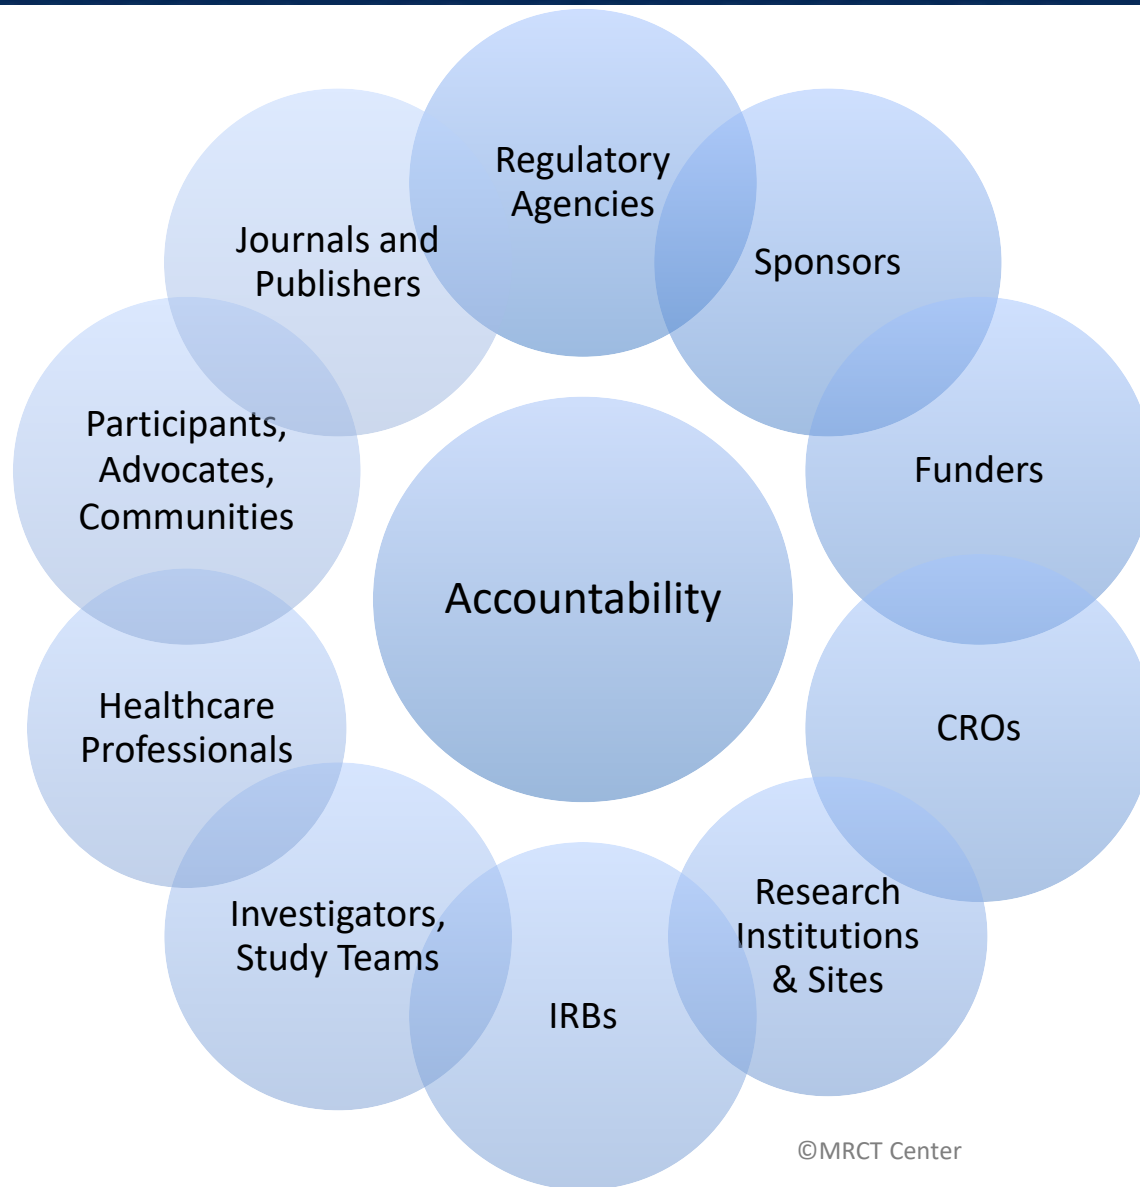 Regulatory
Agencies
Sponsors
Funders
CROs
Research
Institutions
& Sites
IRBs
Investigators,
Study Teams
Healthcare
Professionals
Participants,
Advocates,
Communities
Journals and
Publishers
Accountability
©MRCT Center